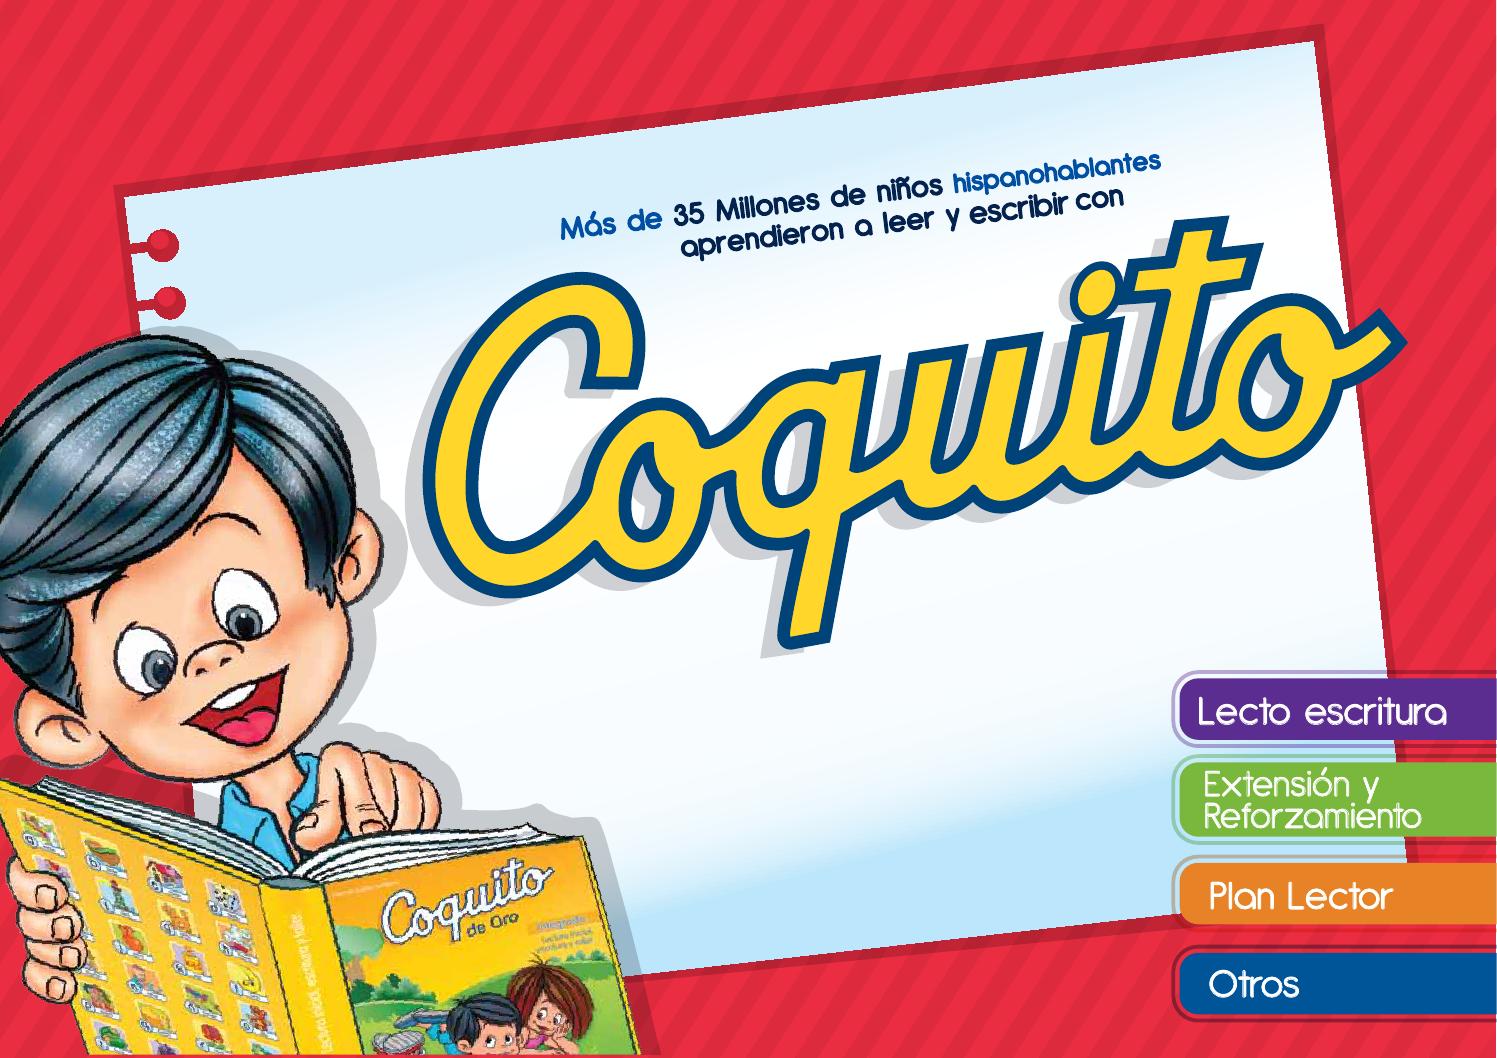 Más de 35 Millones de niños hispanohablantes
aprendieron a leer y escribir con
Coquito
Lecto escritura
Extensión y
Reforzamiento
Plan Lector
Otros
Coquito
de Oro